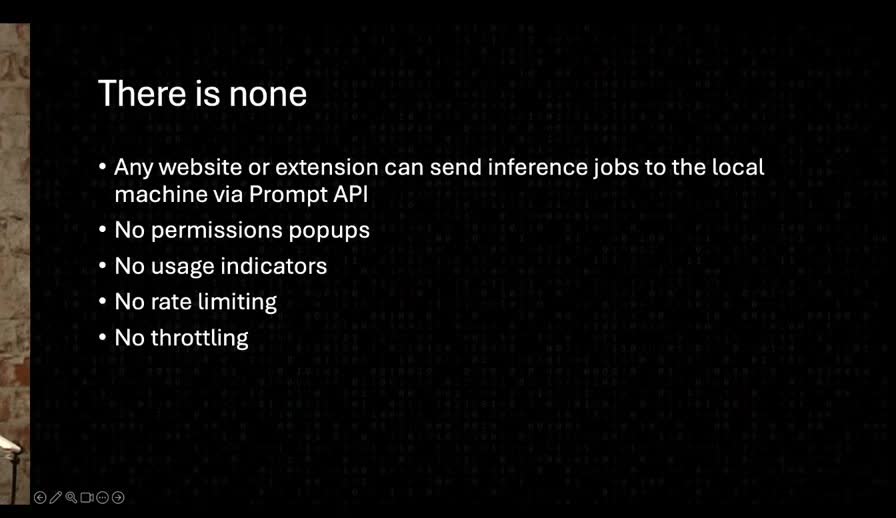 There is none
• Any website or extension can send inference jobs to the local
machine via Prompt API
• No permissions popups
• No usage indicators
• No rate limiting
• No throttling